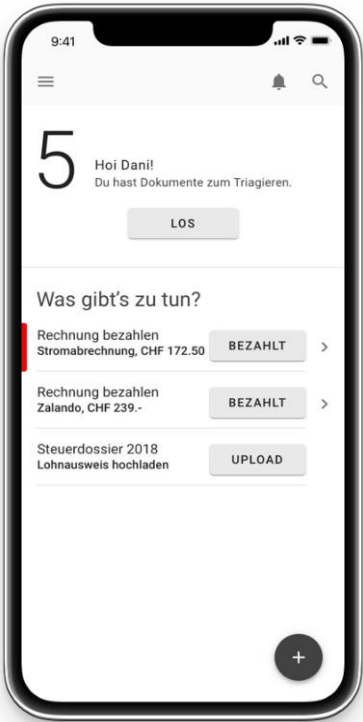 9:41
5
Hoi Dani!
Du hast Dokumente zum Triagieren.
LOS
Was gibt's zu tun?
Rechnung bezahlen
Stromabrechnung, CHF 172.50
BEZAHLT
Rechnung bezahlen
Zalando, CHF 239.-
BEZAHLT
Steuerdossier 2018
Lohnausweis hochladen
UPLOAD
+